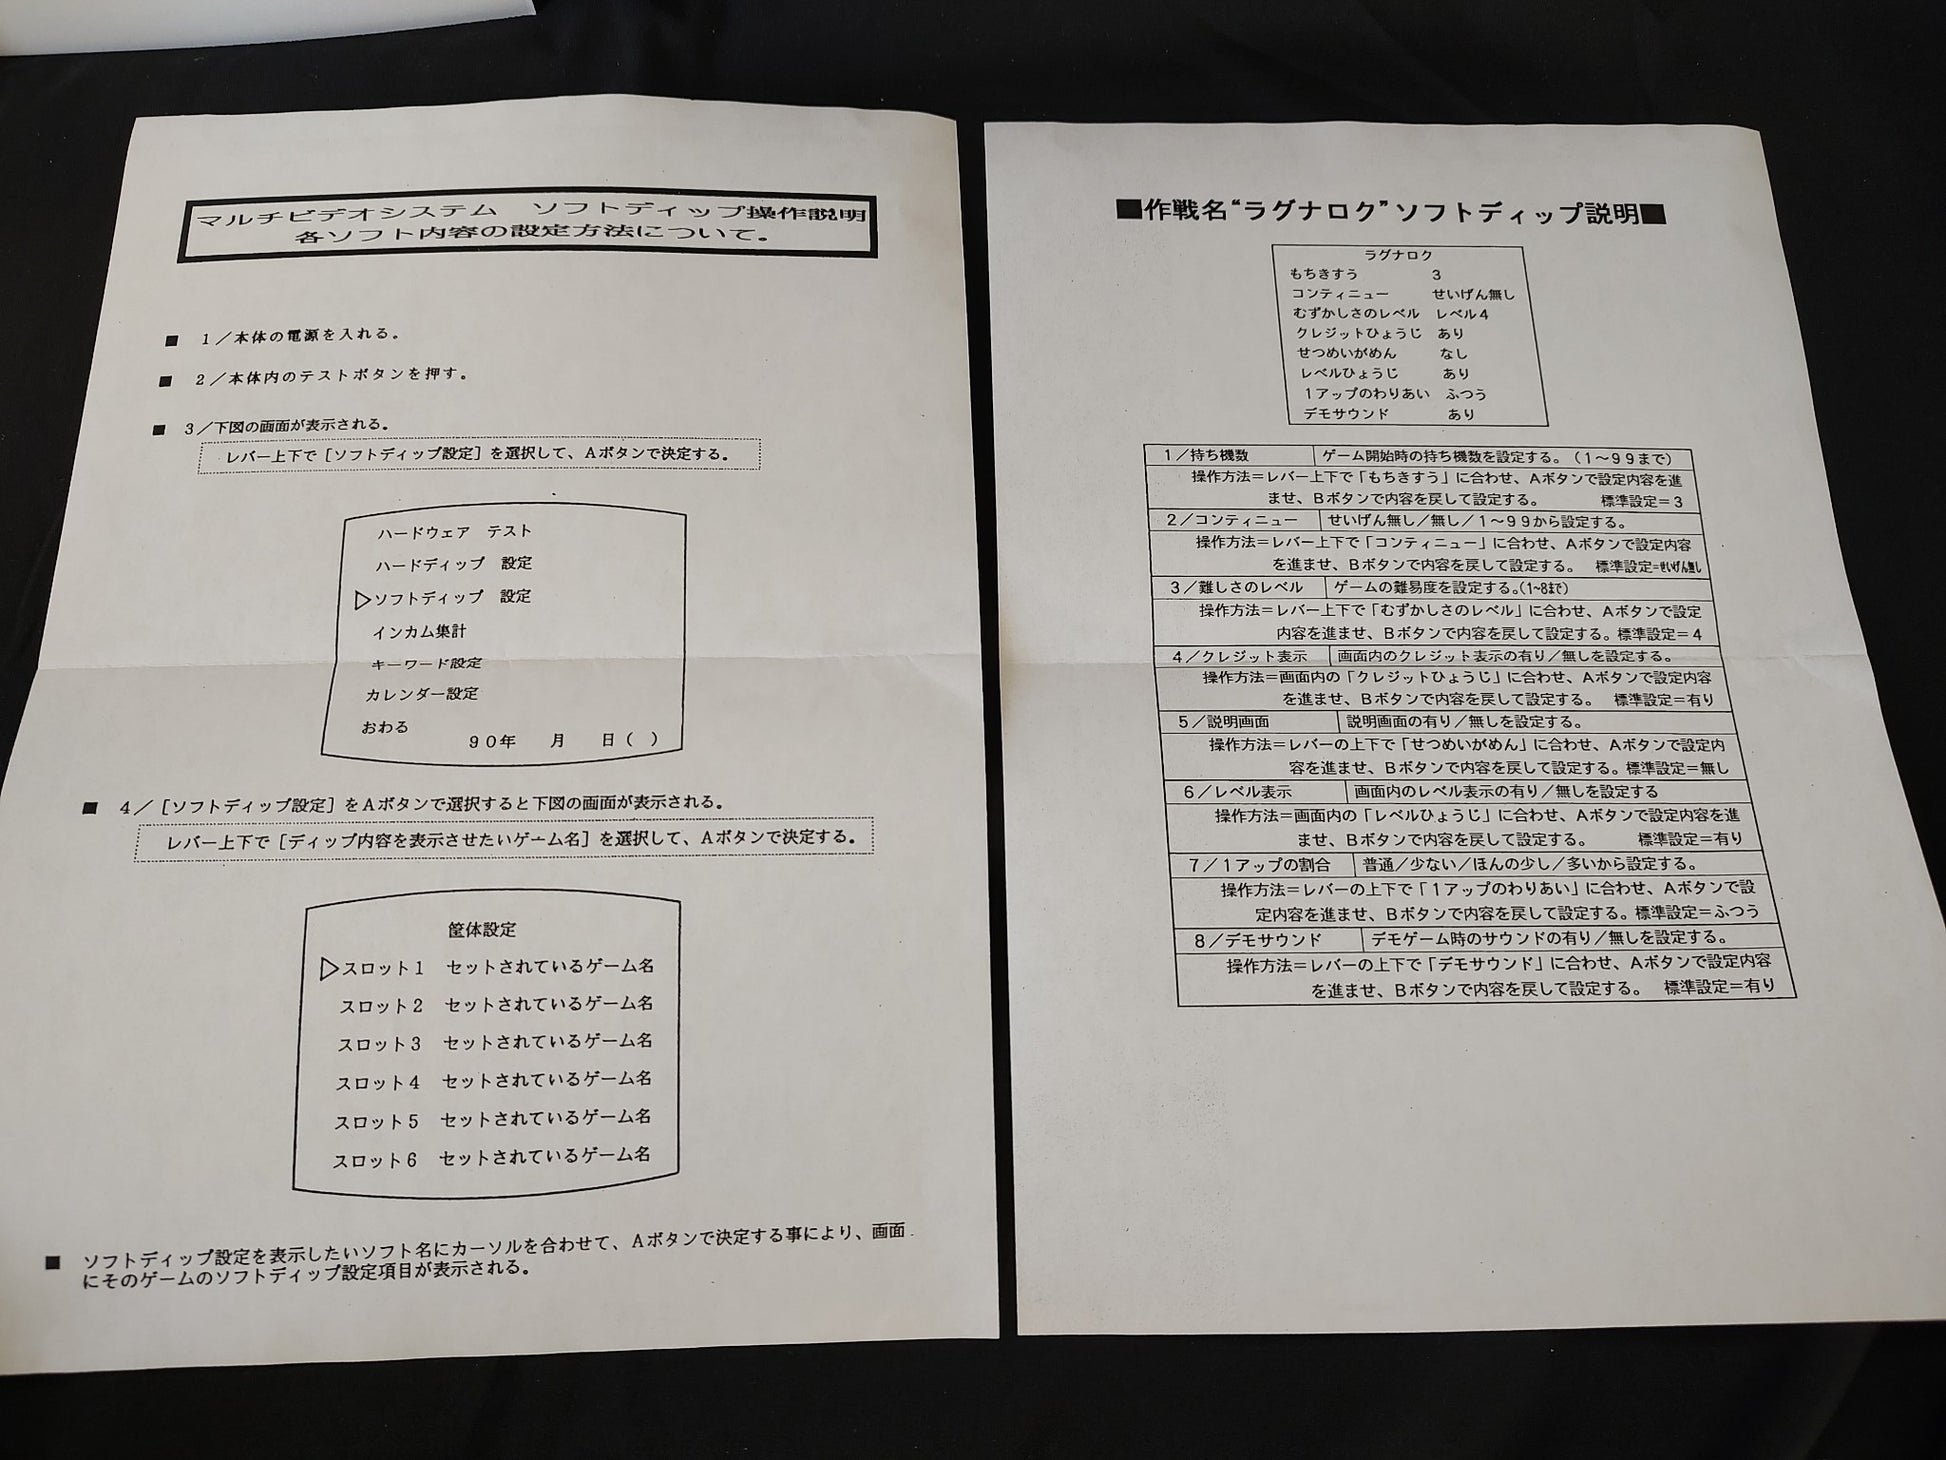 マルチビデオシステム　ソフトディップ操作説明
各ソフト内容の設定方法について。
■　１／本体の電源を入れる。
■　２／本体内のテストボタンを押す。
■　３／下図の画面が表示される。
レバー上下で［ソフトディップ設定］を選択して、Ａボタンで決定する。
ハードウェア　テスト
ハードディップ　設定
▷ソフトディップ　設定
インカム集計
キーワード設定
カレンダー設定
おわる
９０年　　月　　日（　）
■　４／［ソフトディップ設定］をＡボタンで選択すると下図の画面が表示される。
レバー上下で［ディップ内容を表示させたいゲーム名］を選択して、Ａボタンで決定する。
筐体設定
▷スロット１　セットされているゲーム名
スロット２　セットされているゲーム名
スロット３　セットされているゲーム名
スロット４　セットされているゲーム名
スロット５　セットされているゲーム名
スロット６　セットされているゲーム名
■　ソフトディップ設定を表示したいソフト名にカーソルを合わせて、Ａボタンで決定する事により、画面
にそのゲームのソフトディップ設定項目が表示される。
■作戦名“ラグナロク”ソフトディップ説明■
ラグナロク
もちきすう　３
コンティニュー　せいげん無し
むずかしさのレベル　レベル４
クレジットひょうじ　あり
せつめいがめん　なし
レベルひょうじ　あり
１アップのわりあい　ふつう
デモサウンド　あり
１／持ち機数　ゲーム開始時の持ち機数を設定する。（１～９９まで）
操作方法＝レバー上下で「もちきすう」に合わせ、Ａボタンで設定内容を進
ませ、Ｂボタンで内容を戻して設定する。　標準設定＝３
２／コンティニュー　せいげん無し／無し／１～９９から設定する。
操作方法＝レバー上下で「コンティニュー」に合わせ、Ａボタンで設定内容
を進ませ、Ｂボタンで内容を戻して設定する。　標準設定=せいげん無し
３／難しさのレベル　ゲームの難易度を設定する。(1~8まで)
操作方法＝レバー上下で「むずかしさのレベル」に合わせ、Ａボタンで設定
内容を進ませ、Ｂボタンで内容を戻して設定する。標準設定＝４
４／クレジット表示　画面内のクレジット表示の有り／無しを設定する。
操作方法＝画面内の「クレジットひょうじ」に合わせ、Ａボタンで設定内容
を進ませ、Ｂボタンで内容を戻して設定する。　標準設定＝有り
５／説明画面　説明画面の有り／無しを設定する。
操作方法＝レバーの上下で「せつめいがめん」に合わせ、Ａボタンで設定内
容を進ませ、Ｂボタンで内容を戻して設定する。標準設定＝無し
６／レベル表示　画面内のレベル表示の有り／無しを設定する
操作方法＝画面内の「レベルひょうじ」に合わせ、Ａボタンで設定内容を進
ませ、Ｂボタンで内容を戻して設定する。　標準設定＝有り
７／１アップの割合　普通／少ない／ほんの少し／多いから設定する。
操作方法＝レバーの上下で「１アップのわりあい」に合わせ、Ａボタンで設
定内容を進ませ、Ｂボタンで内容を戻して設定する。標準設定＝ふつう
８／デモサウンド　デモゲーム時のサウンドの有り／無しを設定する。
操作方法＝レバーの上下で「デモサウンド」に合わせ、Ａボタンで設定内容
を進ませ、Ｂボタンで内容を戻して設定する。　標準設定＝有り